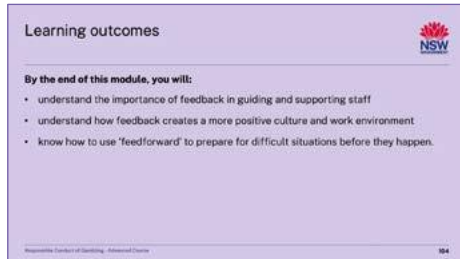 Learning outcomes
NSW
GOVERNMENT
By the end of this module, you will:
• understand the importance of feedback in guiding and supporting staff
• understand how feedback creates a more positive culture and work environment
• know how to use 'feedforward' to prepare for difficult situations before they happen.
Responsible Conduct of Gambling - Advanced Course
104